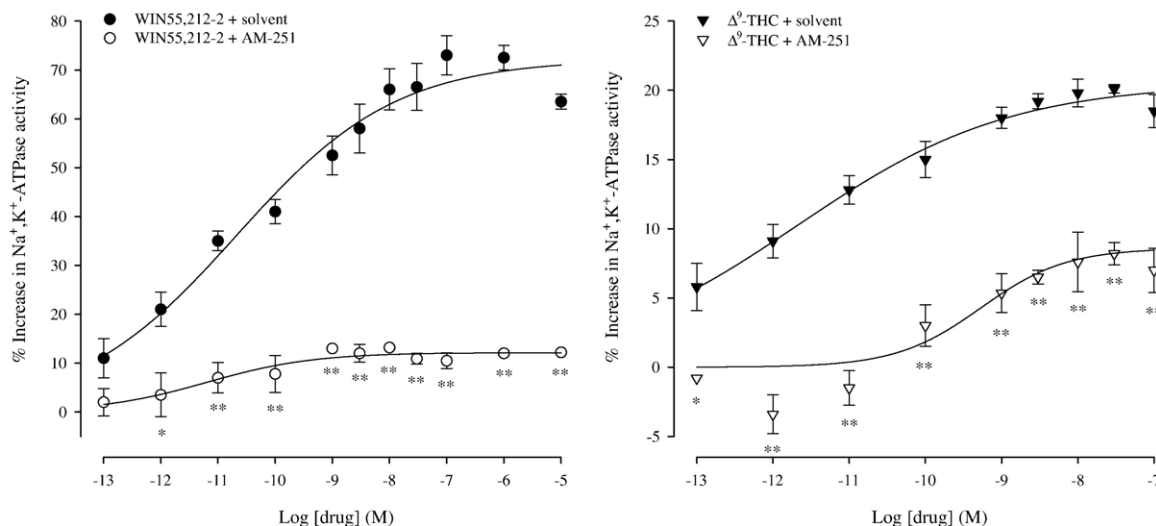 WIN55,212-2 + solvent
WIN55,212-2 + AM-251
% Increase in Na⁺,K⁺-ATPase activity
80
70
60
50
40
30
20
10
0
** ** ** ** ** ** **
** **
*
-13 -12 -11 -10 -9 -8 -7 -6 -5
Log [drug] (M)
Δ⁹-THC + solvent
Δ⁹-THC + AM-251
% Increase in Na⁺,K⁺-ATPase activity
25
20
15
10
5
0
-5
** ** ** ** **
**
*
**
**
-13 -12 -11 -10 -9 -8 -7
Log [drug] (M)